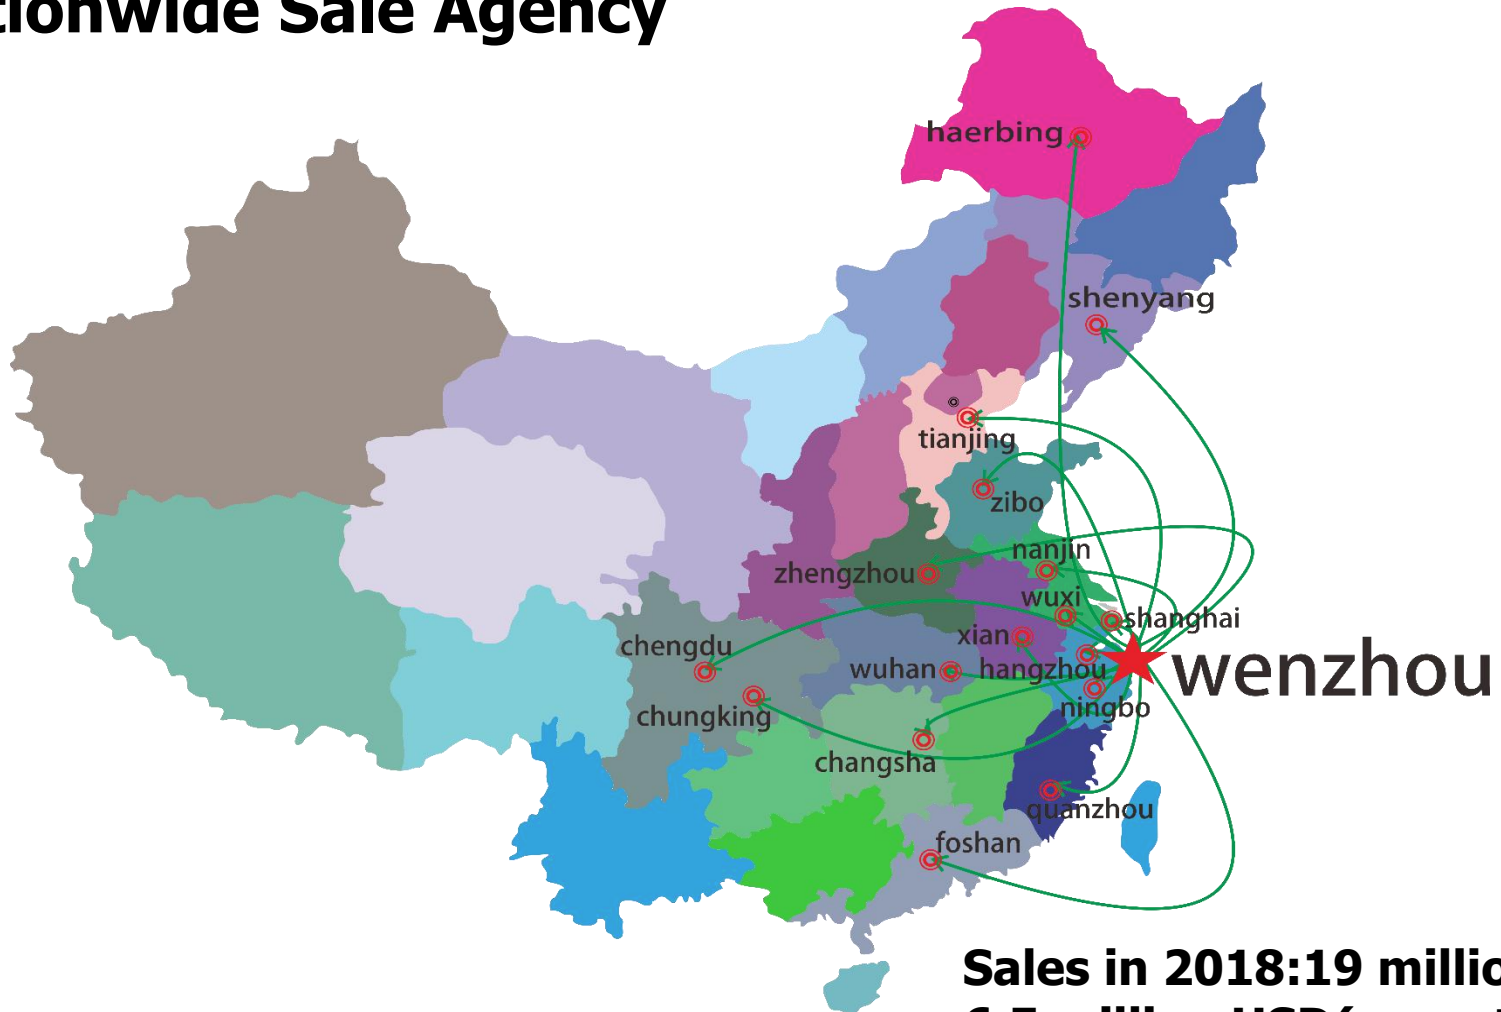 tionwide Sale Agency
haerbing
shenyang
tianjing
zibo
nanjin
zhengzhou
wuxi
shanghai
xian
chengdu
wuhan
hangzhou
wenzhou
chungking
ningbo
changsha
quanzhou
foshan
Sales in 2018:19 millio